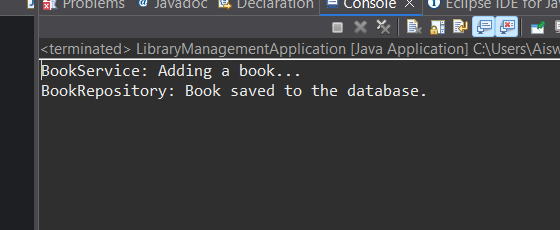 Problems @ Javadoc Declaration Console × Eclipse IDE for Jav
<terminated> LibraryManagementApplication [Java Application] C:\Users\Aisw
BookService: Adding a book...
BookRepository: Book saved to the database.